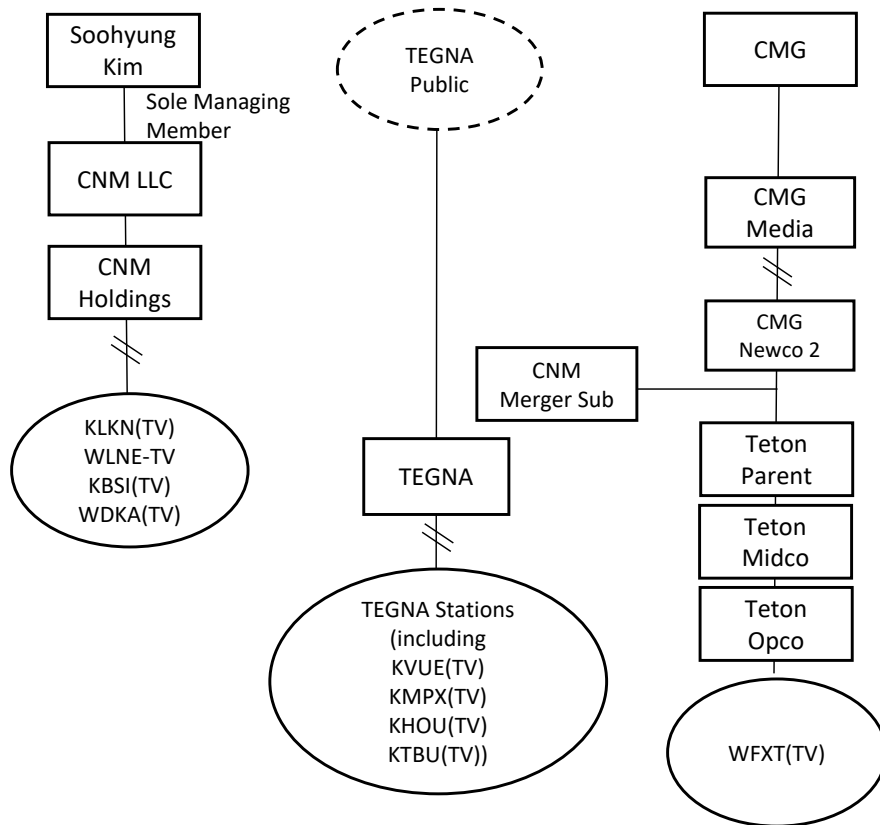 Soohyung
Kim
Sole Managing
Member
CNM LLC
CNM
Holdings
KLKN(TV)
WLNE-TV
KBSI(TV)
WDKA(TV)
TEGNA
Public
TEGNA
TEGNA Stations
(including
KVUE(TV)
KMPX(TV)
KHOU(TV)
KTBU(TV))
CMG
CMG
Media
CMG
Newco 2
CNM
Merger Sub
Teton
Parent
Teton
Midco
Teton
Opco
WFXT(TV)